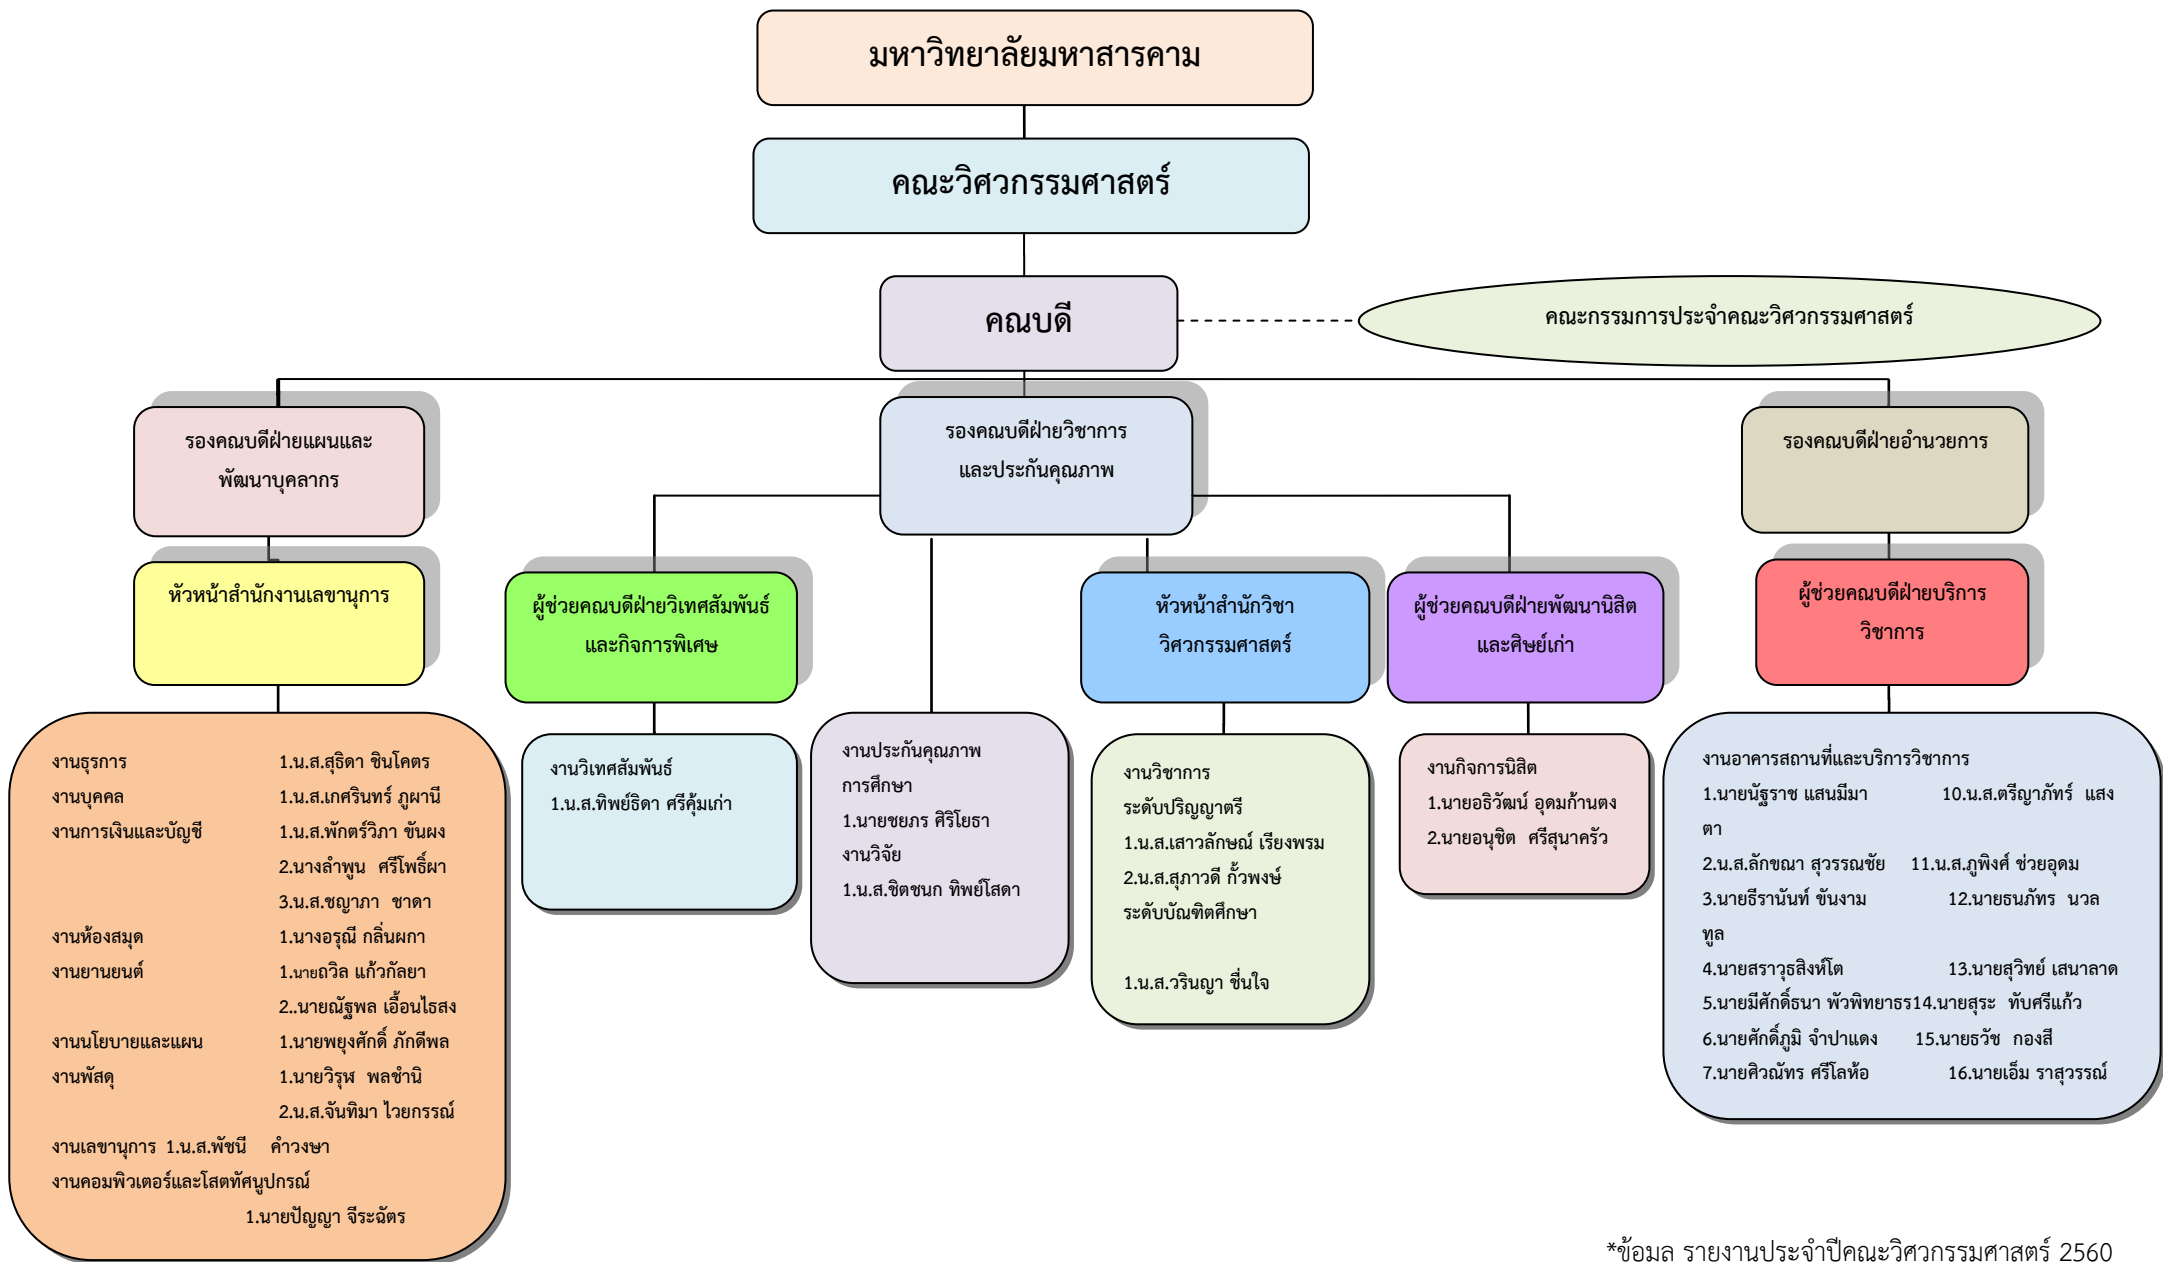 มหาวิทยาลัยมหาสารคาม
คณะวิศวกรรมศาสตร์
คณบดี
คณะกรรมการประจำคณะวิศวกรรมศาสตร์
รองคณบดีฝ่ายแผนและ
พัฒนาบุคลากร
รองคณบดีฝ่ายวิชาการ
และประกันคุณภาพ
รองคณบดีฝ่ายอำนวยการ
หัวหน้าสำนักงานเลขานุการ
ผู้ช่วยคณบดีฝ่ายวิเทศสัมพันธ์
และกิจการพิเศษ
หัวหน้าสำนักวิชา
วิศวกรรมศาสตร์
ผู้ช่วยคณบดีฝ่ายพัฒนานิสิต
และศิษย์เก่า
ผู้ช่วยคณบดีฝ่ายบริการ
วิชาการ
งานธุรการ 1.น.ส.สุธิดา ชินโคตร
งานบุคคล 1.น.ส.เกศรินทร์ ภูผานี
งานการเงินและบัญชี 1.น.ส.พักตร์วิภา ขันผง
2.นางลำพูน ศรีโพธิ์ผา
3.น.ส.ชญาภา ชาดา
งานห้องสมุด 1.นางอรุณี กลิ่นผกา
งานยานยนต์ 1.นายถวิล แก้วกัลยา
2..นายณัฐพล เอื้อนไธสง
งานนโยบายและแผน 1.นายพยุงศักดิ์ ภักดีพล
งานพัสดุ 1.นายวิรุฬ พลชำนิ
2.น.ส.จันทิมา ไวยกรรณ์
งานเลขานุการ 1.น.ส.พัชนี คำวงษา
งานคอมพิวเตอร์และโสตทัศนูปกรณ์
1.นายปัญญา จีระฉัตร
งานวิเทศสัมพันธ์
1.น.ส.ทิพย์ธิดา ศรีคุ้มเก่า
งานประกันคุณภาพ
การศึกษา
1.นายชยภร ศิริโยธา
งานวิจัย
1.น.ส.ชิตชนก ทิพย์โสดา
งานวิชาการ
ระดับปริญญาตรี
1.น.ส.เสาวลักษณ์ เรียงพรม
2.น.ส.สุภาวดี กั้วพงษ์
ระดับบัณฑิตศึกษา
1.น.ส.วรินญา ชื่นใจ
งานกิจการนิสิต
1.นายอธิวัฒน์ อุดมก้านตง
2.นายอนุชิต ศรีสุนาครัว
งานอาคารสถานที่และบริการวิชาการ
1.นายนัฐราช แสนมีมา 10.น.ส.ตรีญาภัทร์ แสง
ตา
2.น.ส.ลักขณา สุวรรณชัย 11.น.ส.ภูพิงศ์ ช่วยอุดม
3.นายธีรานันท์ ขันงาม 12.นายธนภัทร นวล
ทูล
4.นายสราวุธสิงห์โต 13.นายสุวิทย์ เสนาลาด
5.นายมีศักดิ์ธนา พัวพิทยาธร14.นายสุระ ทับศรีแก้ว
6.นายศักดิ์ภูมิ จำปาแดง 15.นายธวัช กองสี
7.นายศิวณัทร ศรีโลห้อ 16.นายเอ็ม ราสุวรรณ์
*ข้อมล รายงานประจำปีคณะวิศวกรรมศาสตร์ 2560